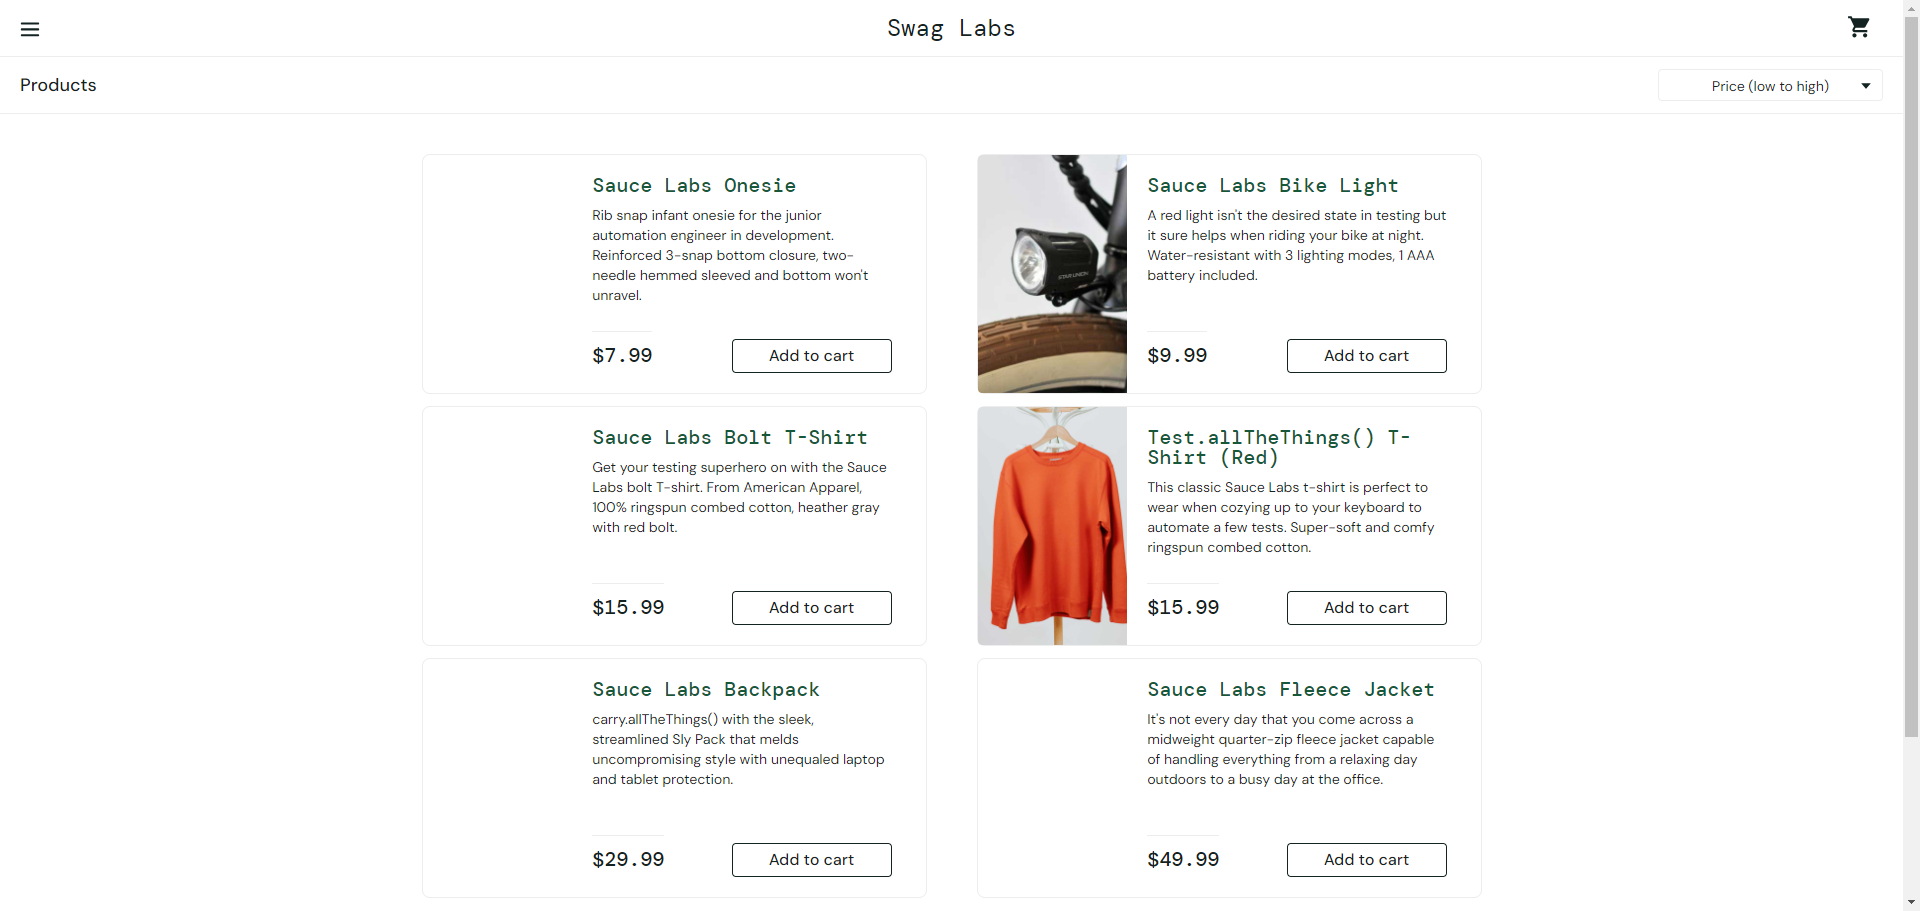 Swag Labs
Products
Price (low to high)
Sauce Labs Onesie
Rib snap infant onesie for the junior
automation engineer in development.
Reinforced 3-snap bottom closure, two-
needle hemmed sleeved and bottom won't
unravel.
$7.99
Add to cart
Sauce Labs Bike Light
A red light isn't the desired state in testing but
it sure helps when riding your bike at night.
Water-resistant with 3 lighting modes, 1 AAA
battery included.
STAR UNION
$9.99
Add to cart
Sauce Labs Bolt T-Shirt
Get your testing superhero on with the Sauce
Labs bolt T-shirt. From American Apparel,
100% ringspun combed cotton, heather gray
with red bolt.
$15.99
Add to cart
Test.allTheThings() T-
Shirt (Red)
This classic Sauce Labs t-shirt is perfect to
wear when cozying up to your keyboard to
automate a few tests. Super-soft and comfy
ringspun combed cotton.
$15.99
Add to cart
Sauce Labs Backpack
carry.allTheThings() with the sleek,
streamlined Sly Pack that melds
uncompromising style with unequaled laptop
and tablet protection.
$29.99
Add to cart
Sauce Labs Fleece Jacket
It's not every day that you come across a
midweight quarter-zip fleece jacket capable
of handling everything from a relaxing day
outdoors to a busy day at the office.
$49.99
Add to cart